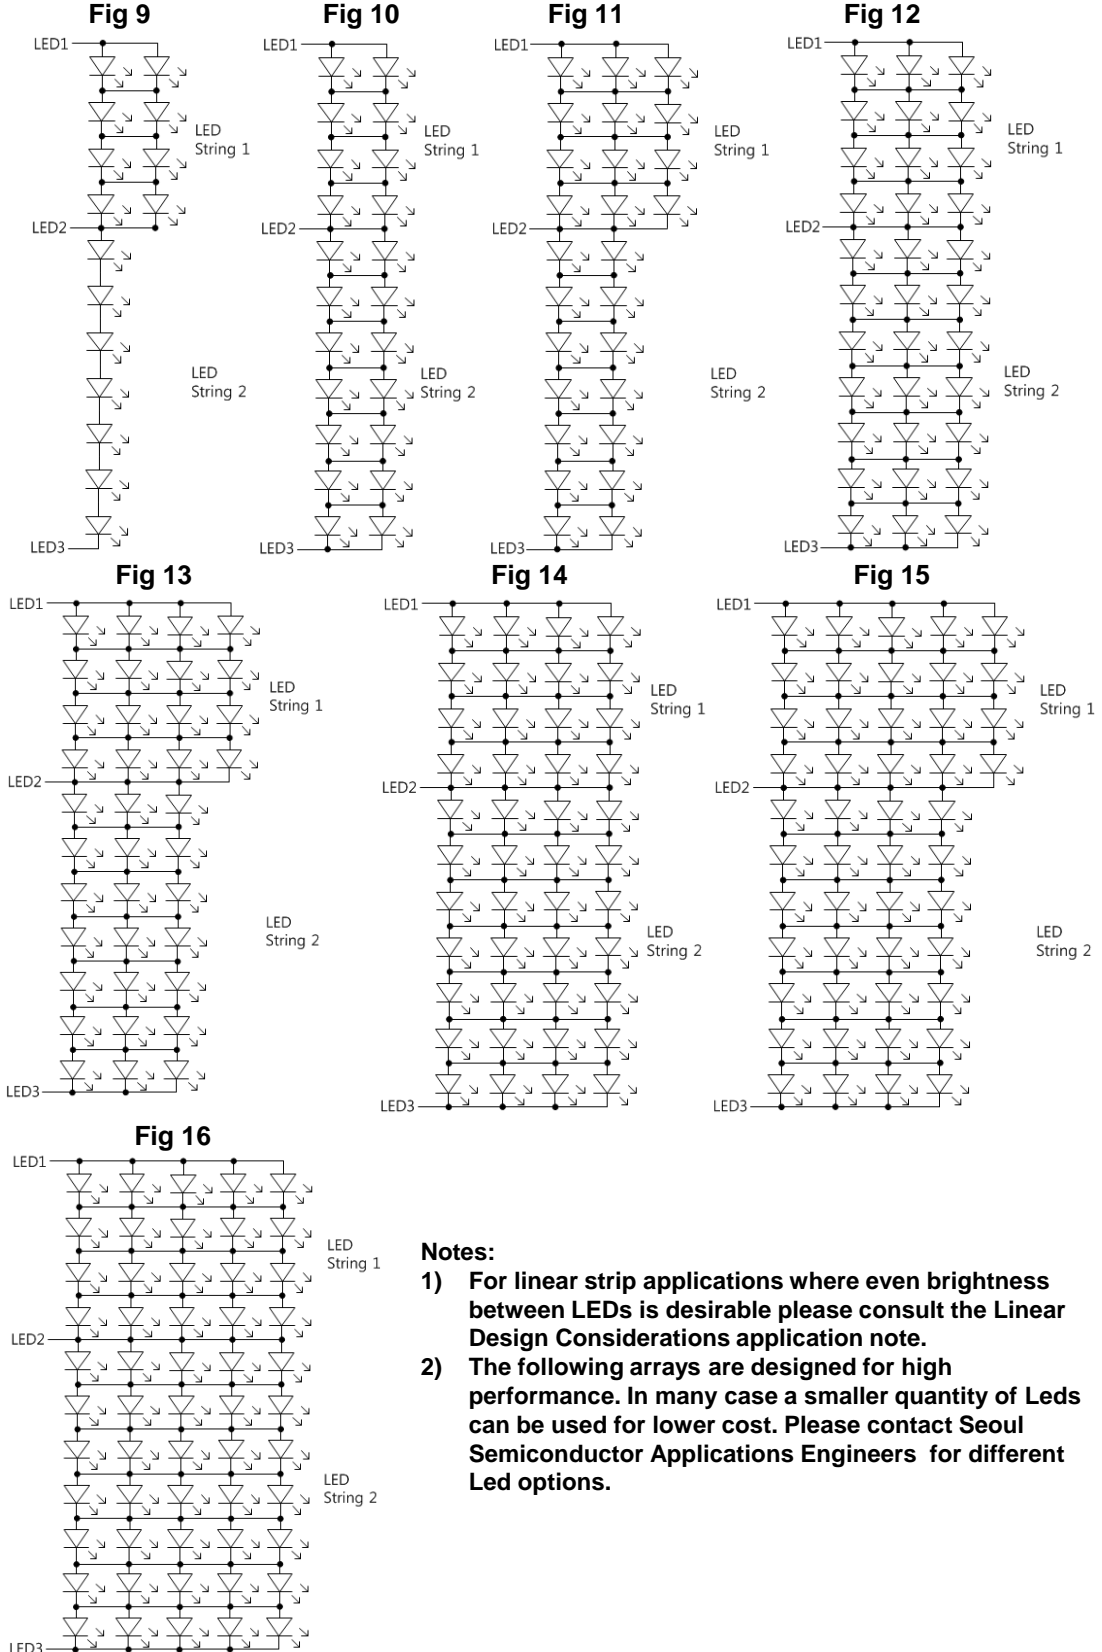 Fig 9
LED1
LED
String 1
LED2
LED
String 2
LED3
Fig 10
LED1
LED
String 1
LED2
LED
String 2
LED3
Fig 11
LED1
LED
String 1
LED2
LED
String 2
LED3
Fig 12
LED1
LED
String 1
LED2
LED
String 2
LED3
Fig 13
LED1
LED
String 1
LED2
LED
String 2
LED3
Fig 14
LED1
LED
String 1
LED2
LED
String 2
LED3
Fig 15
LED1
LED
String 1
LED2
LED
String 2
LED3
Fig 16
LED1
LED
String 1
LED2
LED
String 2
LED3
Notes:
1) For linear strip applications where even brightness
between LEDs is desirable please consult the Linear
Design Considerations application note.
2) The following arrays are designed for high
performance. In many case a smaller quantity of Leds
can be used for lower cost. Please contact Seoul
Semiconductor Applications Engineers for different
Led options.